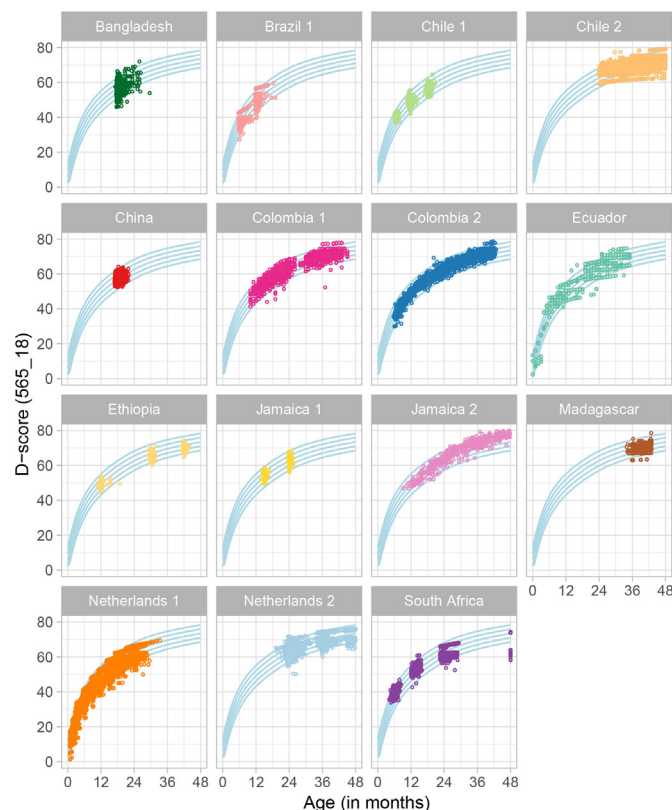 Bangladesh Brazil 1 Chile 1 Chile 2
80
60
40
20
0
China Colombia 1 Colombia 2 Ecuador
80
60
40
20
0
Ethiopia Jamaica 1 Jamaica 2 Madagascar
80
60
40
20
0
0 12 24 36 48
Netherlands 1 Netherlands 2 South Africa
80
60
40
20
0
0 12 24 36 48 0 12 24 36 48 0 12 24 36 48
Age (in months)
D−score (565_18)